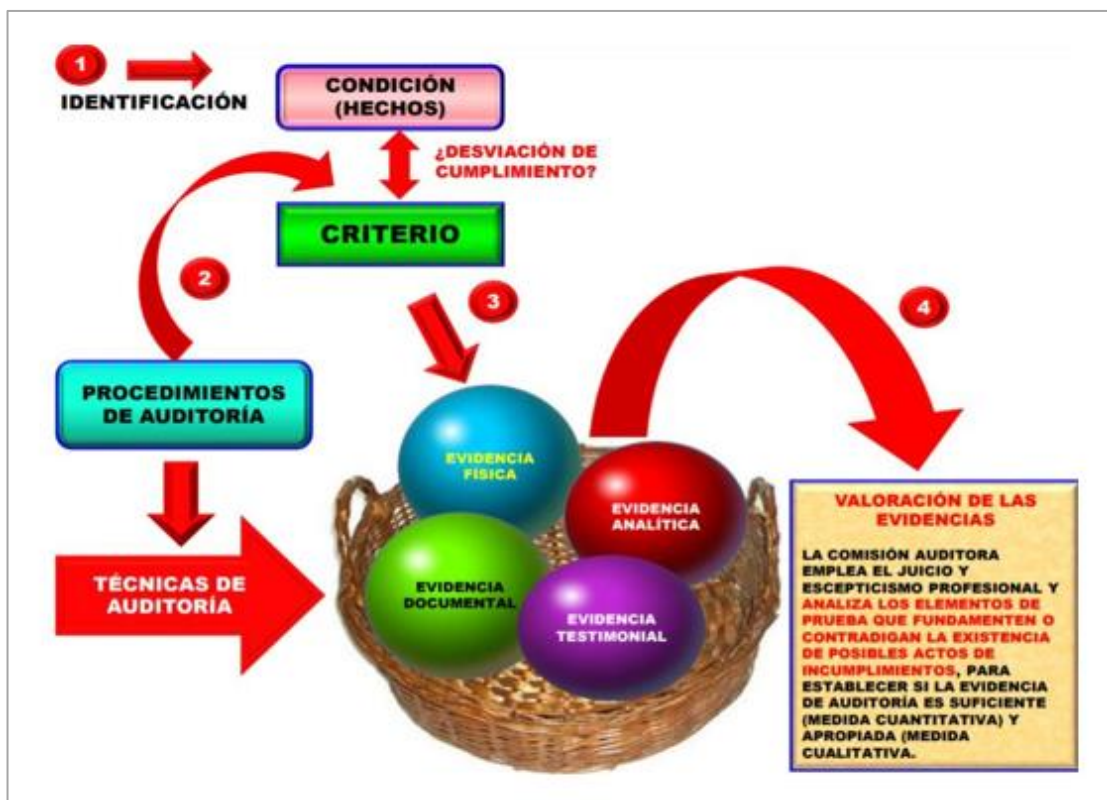 1
IDENTIFICACIÓN
CONDICIÓN
(HECHOS)
¿DESVIACIÓN DE
CUMPLIMIENTO?
CRITERIO
2
3
4
PROCEDIMIENTOS
DE AUDITORÍA
TÉCNICAS DE
AUDITORÍA
EVIDENCIA
FÍSICA
EVIDENCIA
ANALÍTICA
EVIDENCIA
DOCUMENTAL
EVIDENCIA
TESTIMONIAL
VALORACIÓN DE LAS
EVIDENCIAS
LA COMISIÓN AUDITORA
EMPLEA EL JUICIO Y
ESCEPTICISMO PROFESIONAL Y
ANALIZA LOS ELEMENTOS DE
PRUEBA QUE FUNDAMENTEN O
CONTRADIGAN LA EXISTENCIA
DE POSIBLES ACTOS DE
INCUMPLIMIENTOS, PARA
ESTABLECER SI LA EVIDENCIA
DE AUDITORÍA ES SUFICIENTE
(MEDIDA CUANTITATIVA) Y
APROPIADA (MEDIDA
CUALITATIVA.